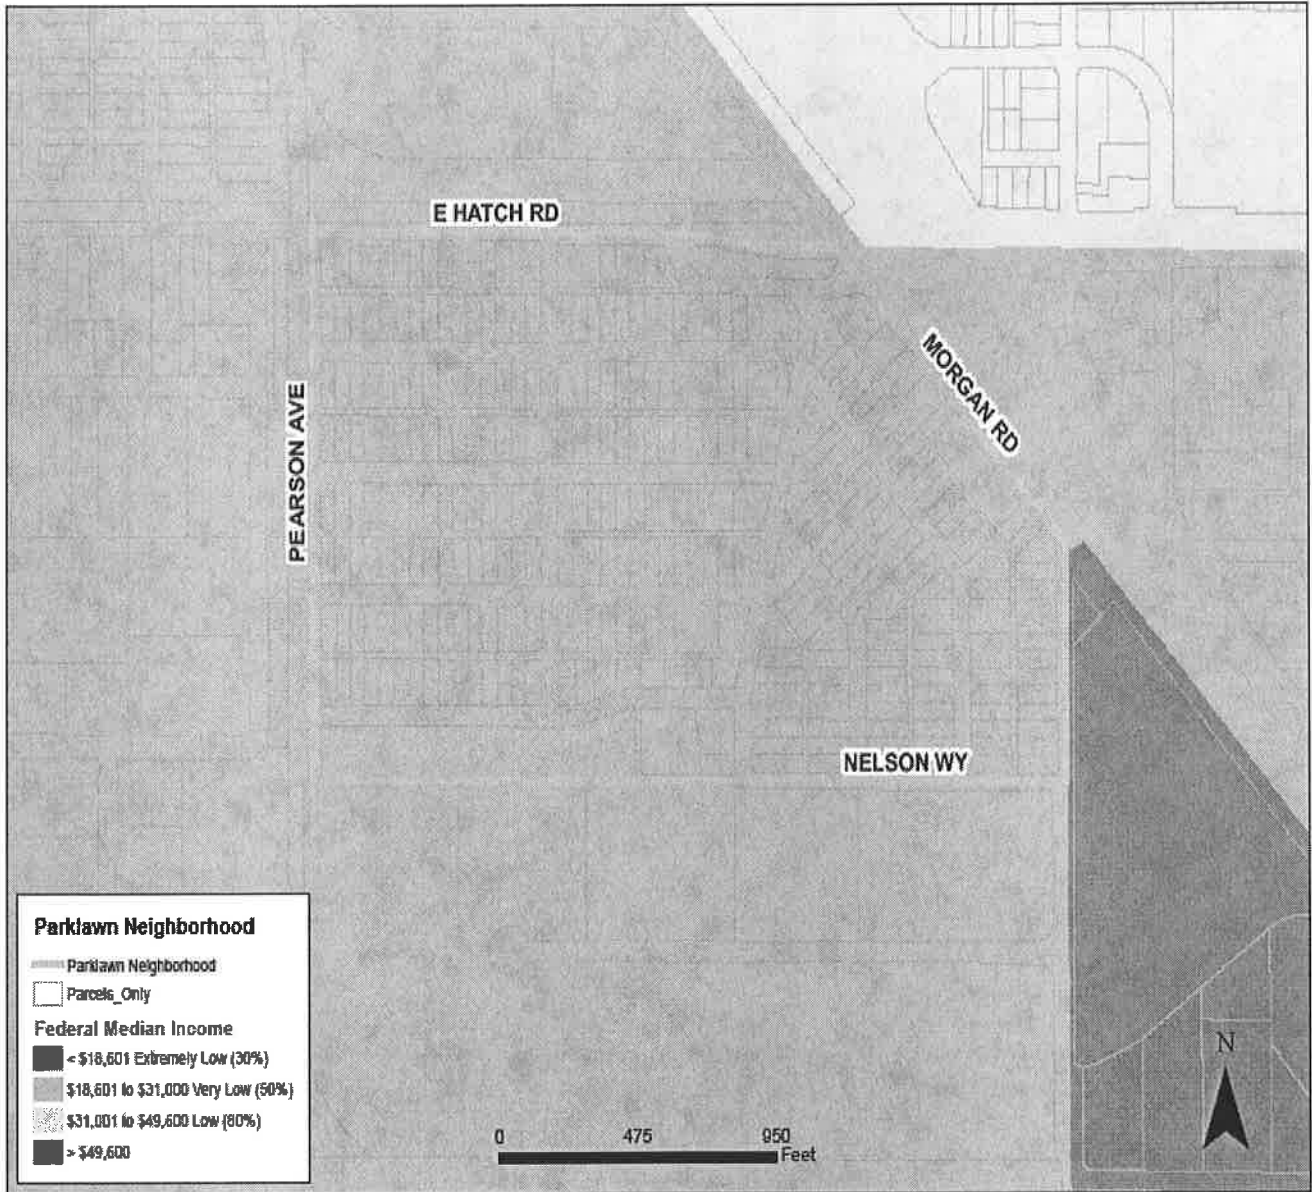 E HATCH RD
MORGAN RD
PEARSON AVE
NELSON WY
Parklawn Neighborhood
Parklawn Neighborhood
Parcels_Only
Federal Median Income
< $18,601 Extremely Low (30%)
$18,601 to $31,000 Very Low (50%)
$31,001 to $49,600 Low (80%)
> $49,600
0 475 950
Feet
N